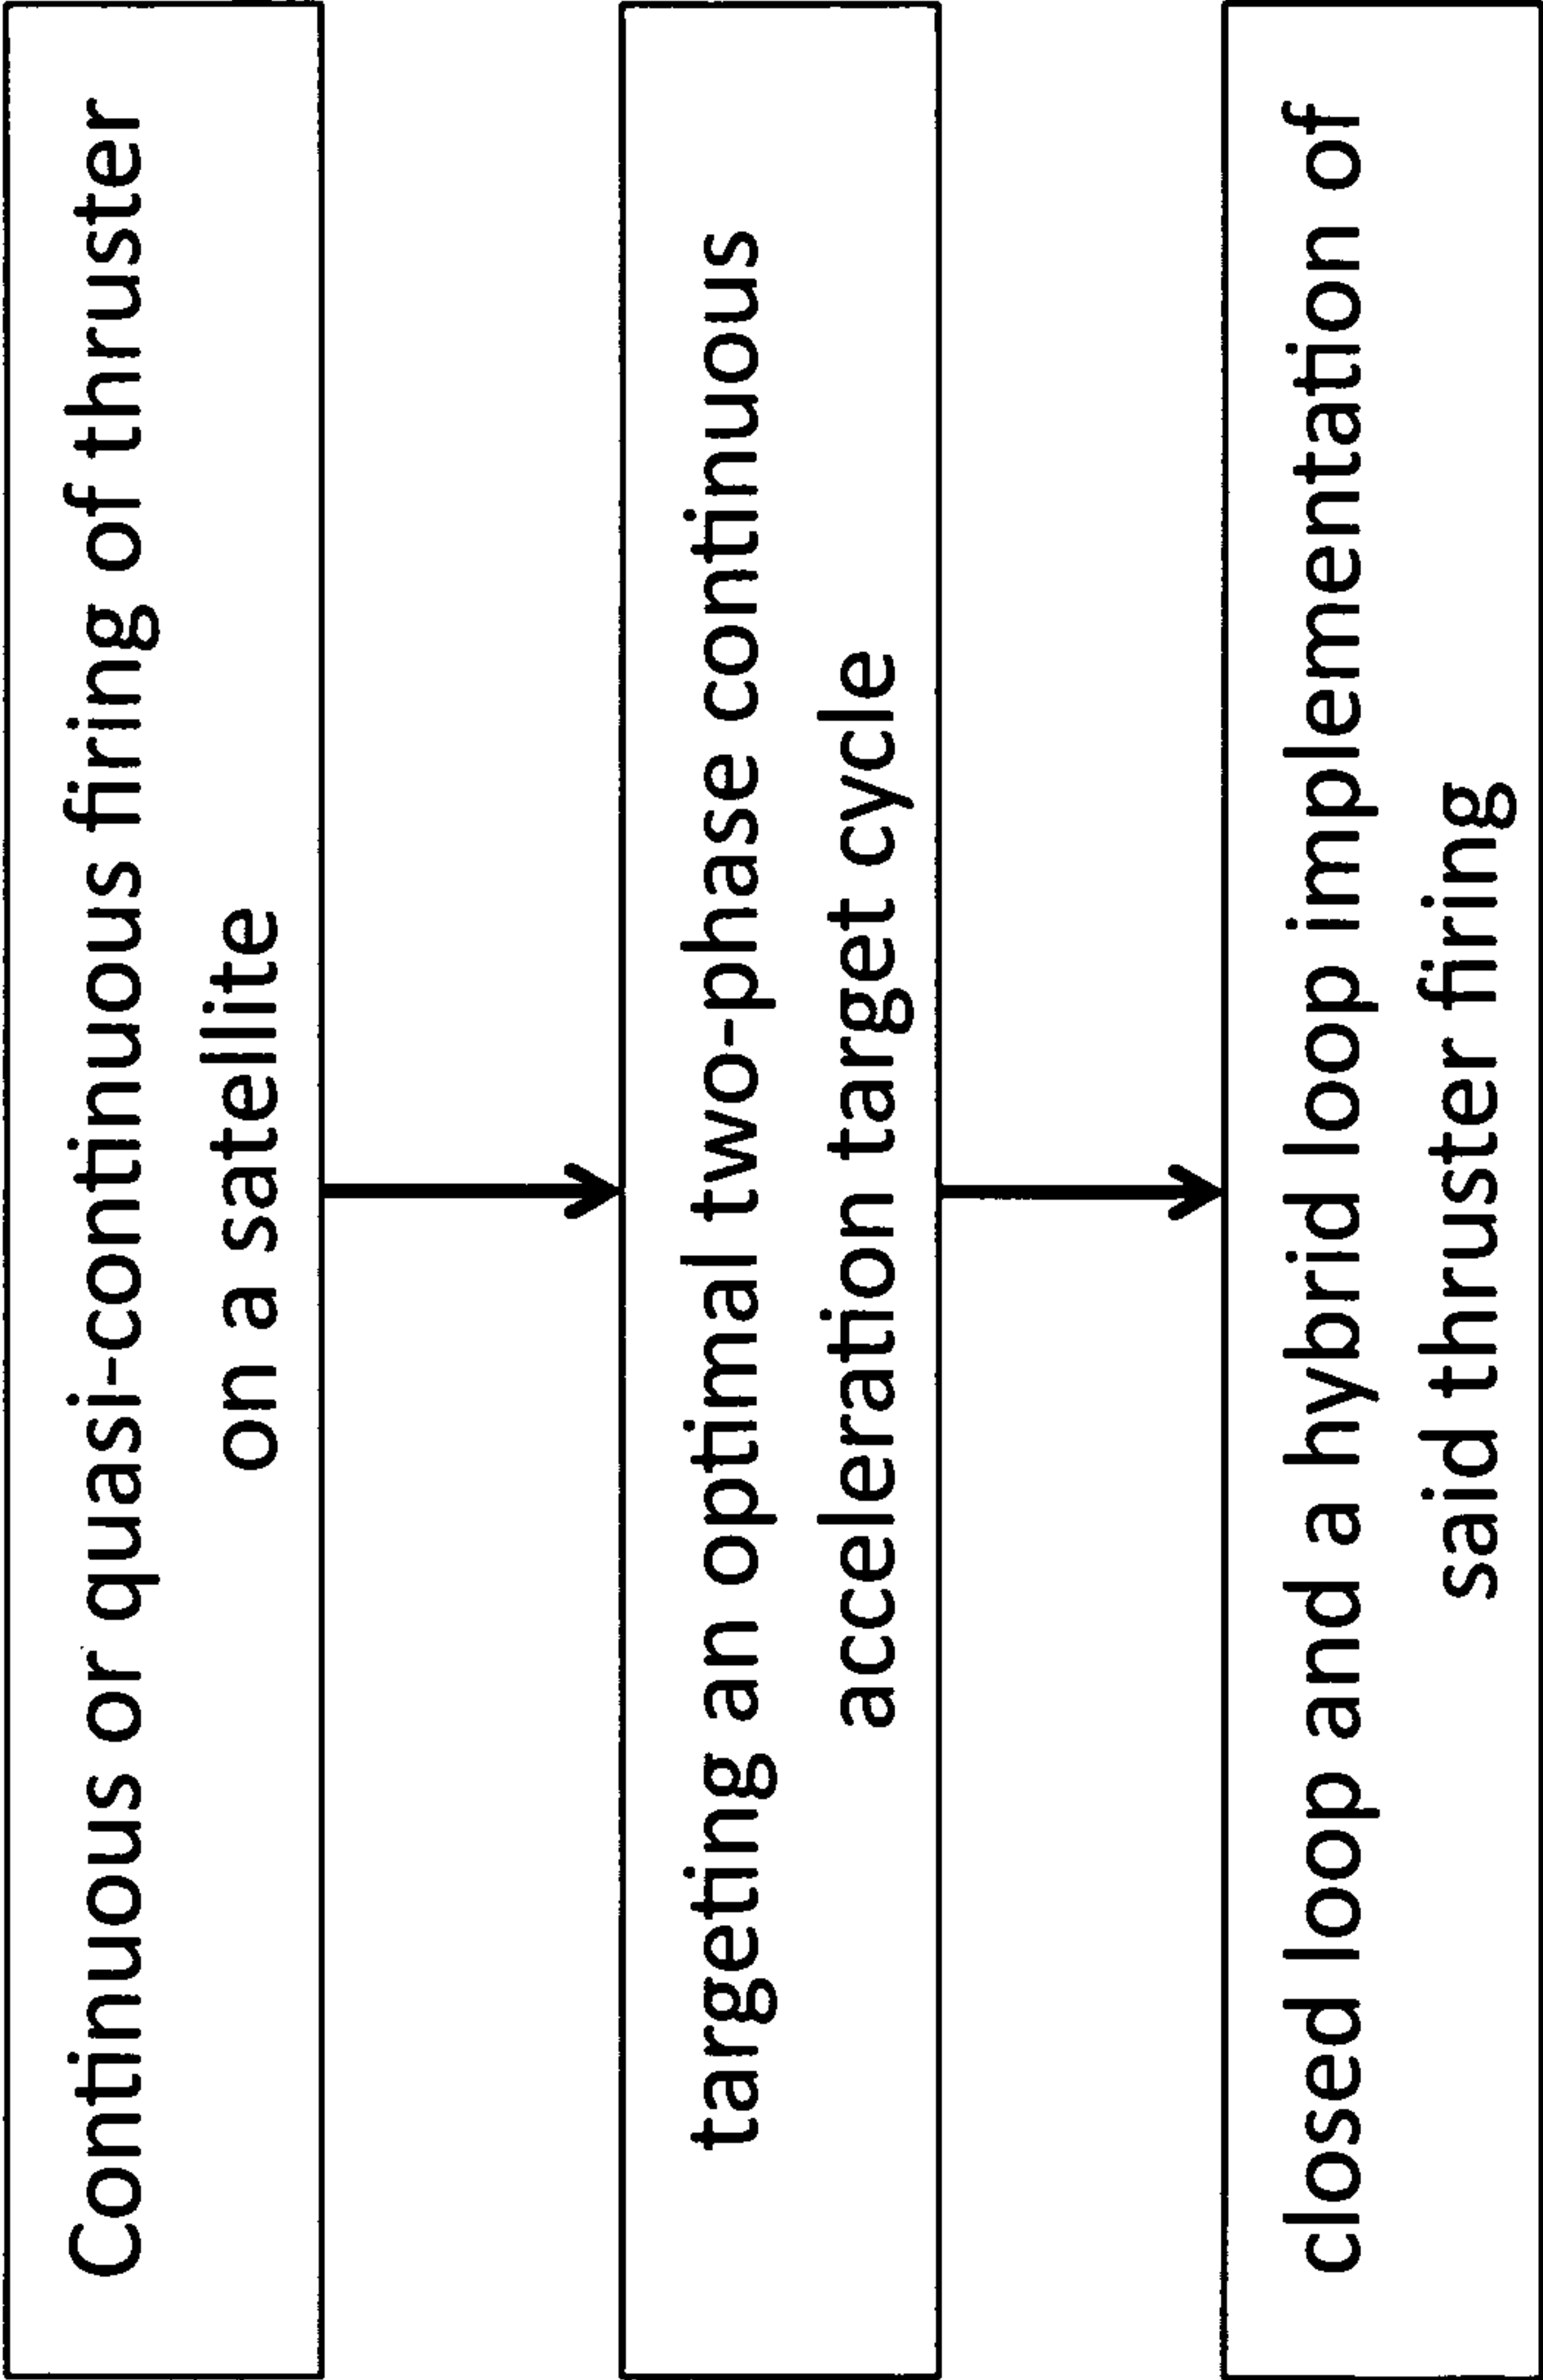 Continuous or quasi-continuous firing of thruster
on a satellite
targeting an optimal two-phase continuous
acceleration target cycle
closed loop and a hybrid loop implementation of
said thruster firing